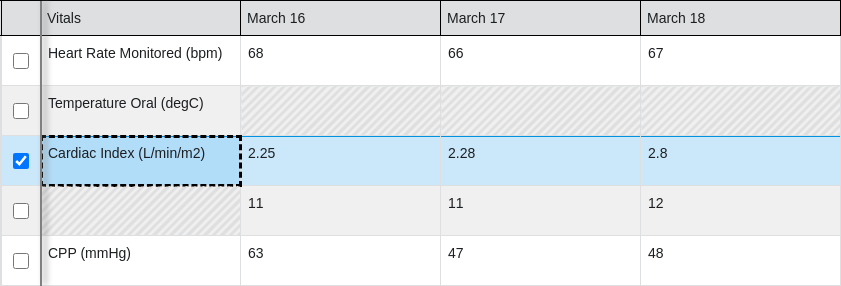 Vitals March 16 March 17 March 18
Heart Rate Monitored (bpm) 68 66 67
Temperature Oral (degC)
Cardiac Index (L/min/m2) 2.25 2.28 2.8
11 11 12
CPP (mmHg) 63 47 48